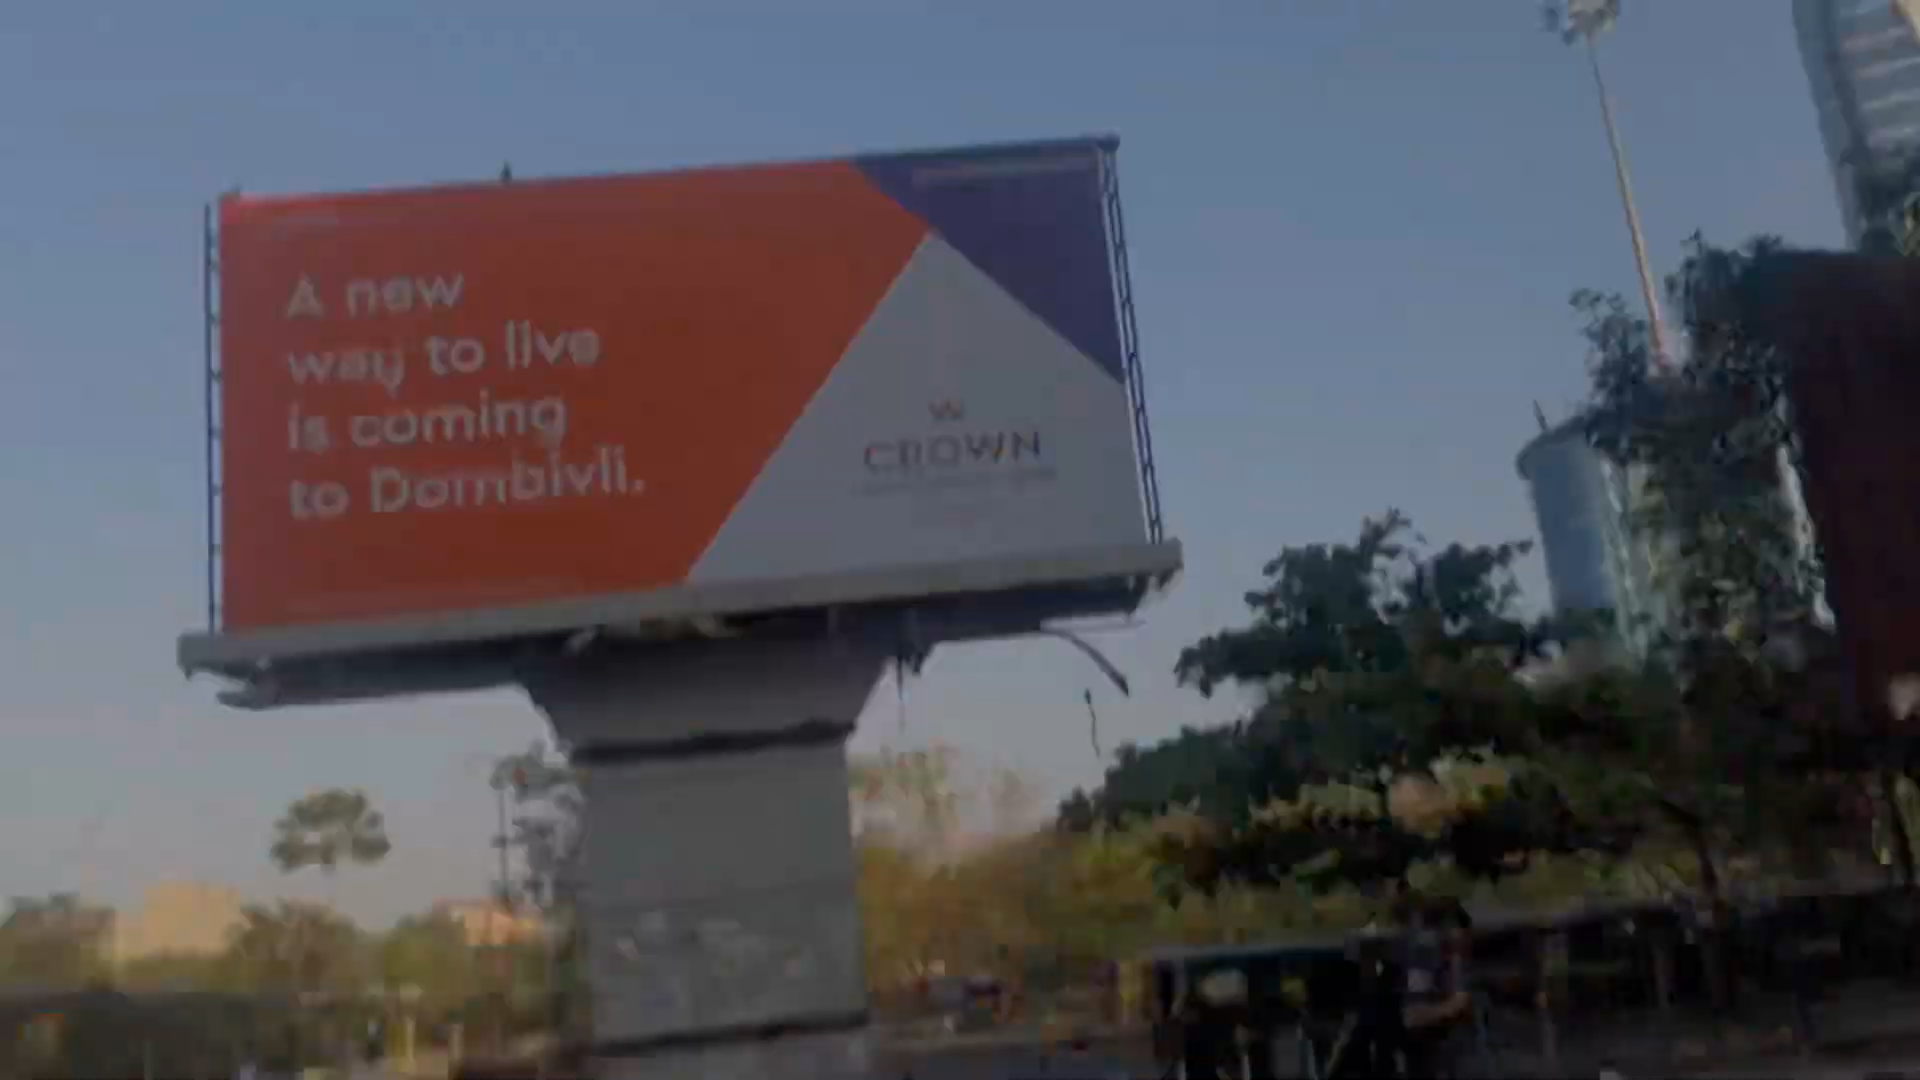 A new
way to live
is coming
to Dombivli.
CROWN